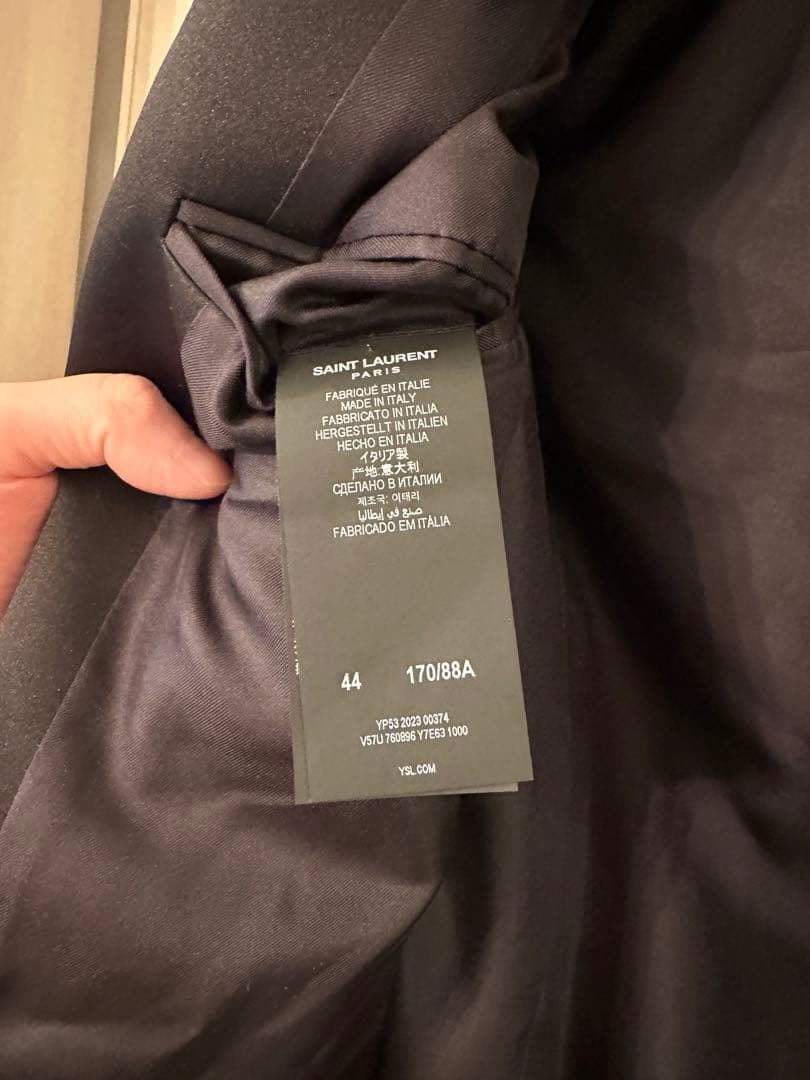 SAINT LAURENT
PARIS
FABRIQUÉ EN ITALIE
MADE IN ITALY
FABBRICATO IN ITALIA
HERGESTELLT IN ITALIEN
HECHO EN ITALIA
イタリア製
产地:意大利
СДЕЛАНО В ИТАЛИИ
제조국: 이태리
صنع في إيطاليا
FABRICADO EM ITÁLIA
44 170/88A
YP53 2023 00374
V57U 760896 Y7E63 1000
YSL.COM